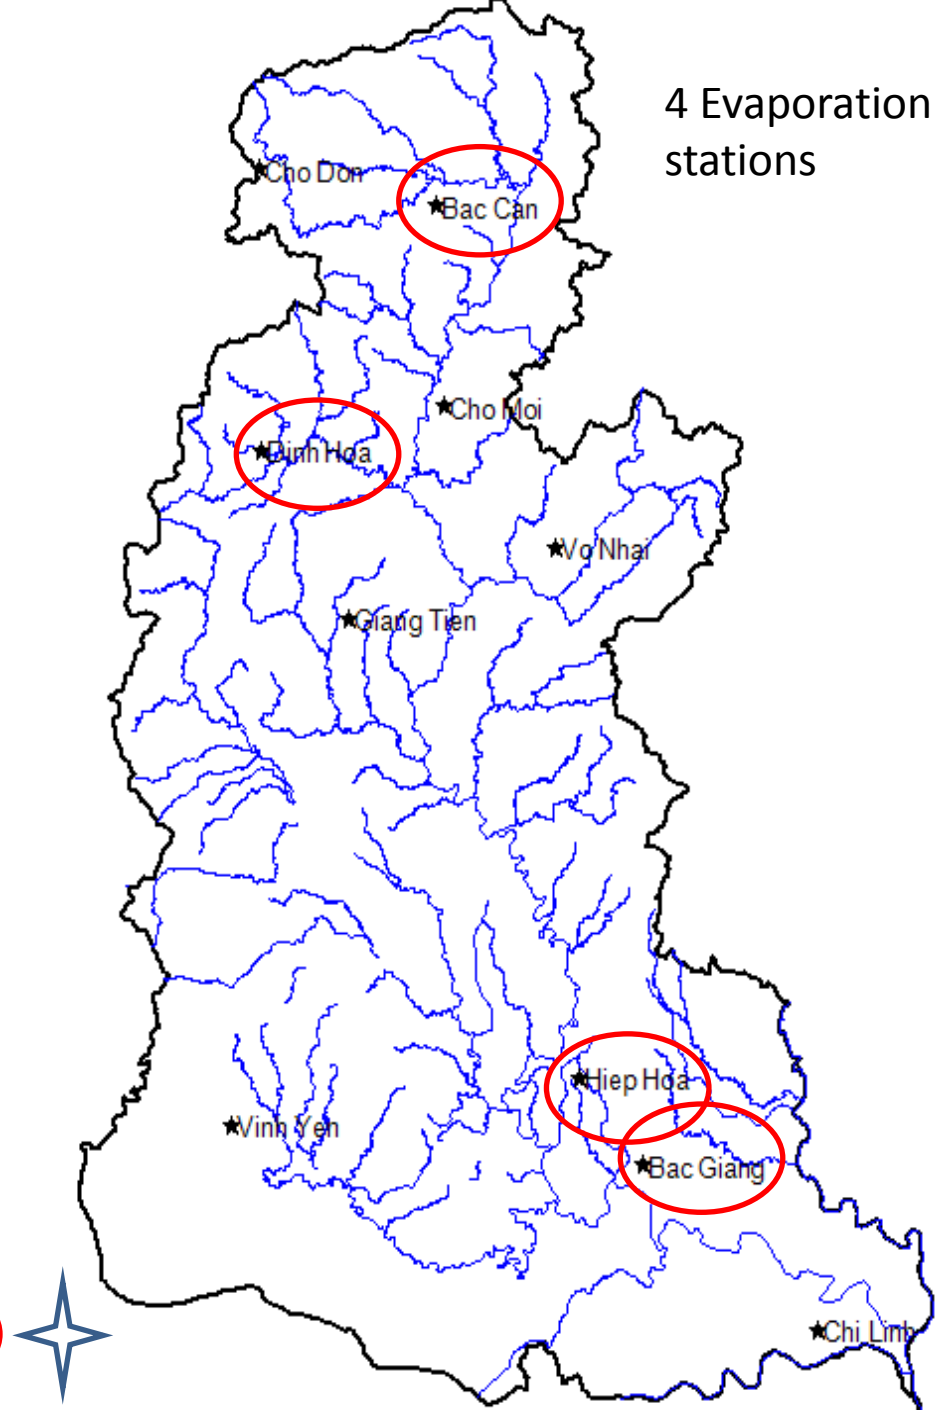 4 Evaporation
stations
Cho Don
Bac Can
Cho Moi
Dinh Hoa
Vo Nhai
Giang Tien
Hiep Hoa
Vinh Yen
Bac Giang
Chi Linh